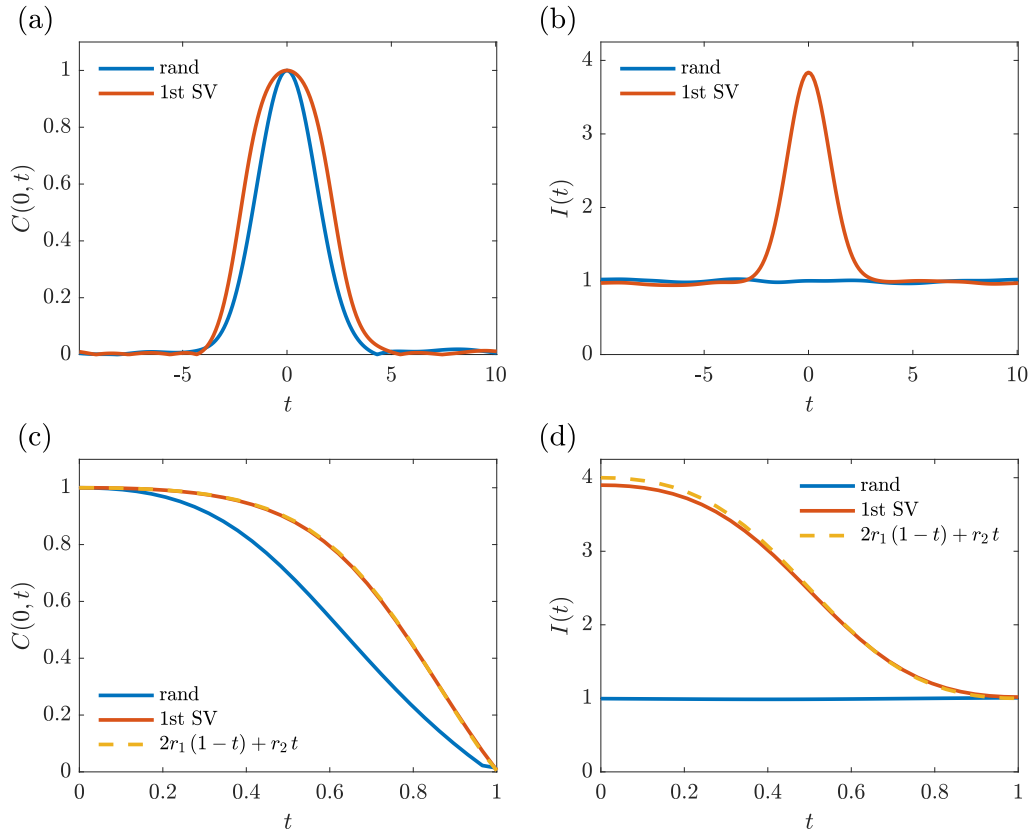 (a)
rand
1st SV
C(0, t)
1
0.8
0.6
0.4
0.2
0
-5
0
5
10
t
(b)
rand
1st SV
I(t)
4
3
2
1
0
-5
0
5
10
t
(c)
C(0, t)
1
0.8
0.6
0.4
0.2
0
rand
1st SV
2r₁ (1 − t) + r₂ t
0
0.2
0.4
0.6
0.8
1
t
(d)
rand
1st SV
2r₁ (1 − t) + r₂ t
I(t)
4
3
2
1
0
0
0.2
0.4
0.6
0.8
1
t